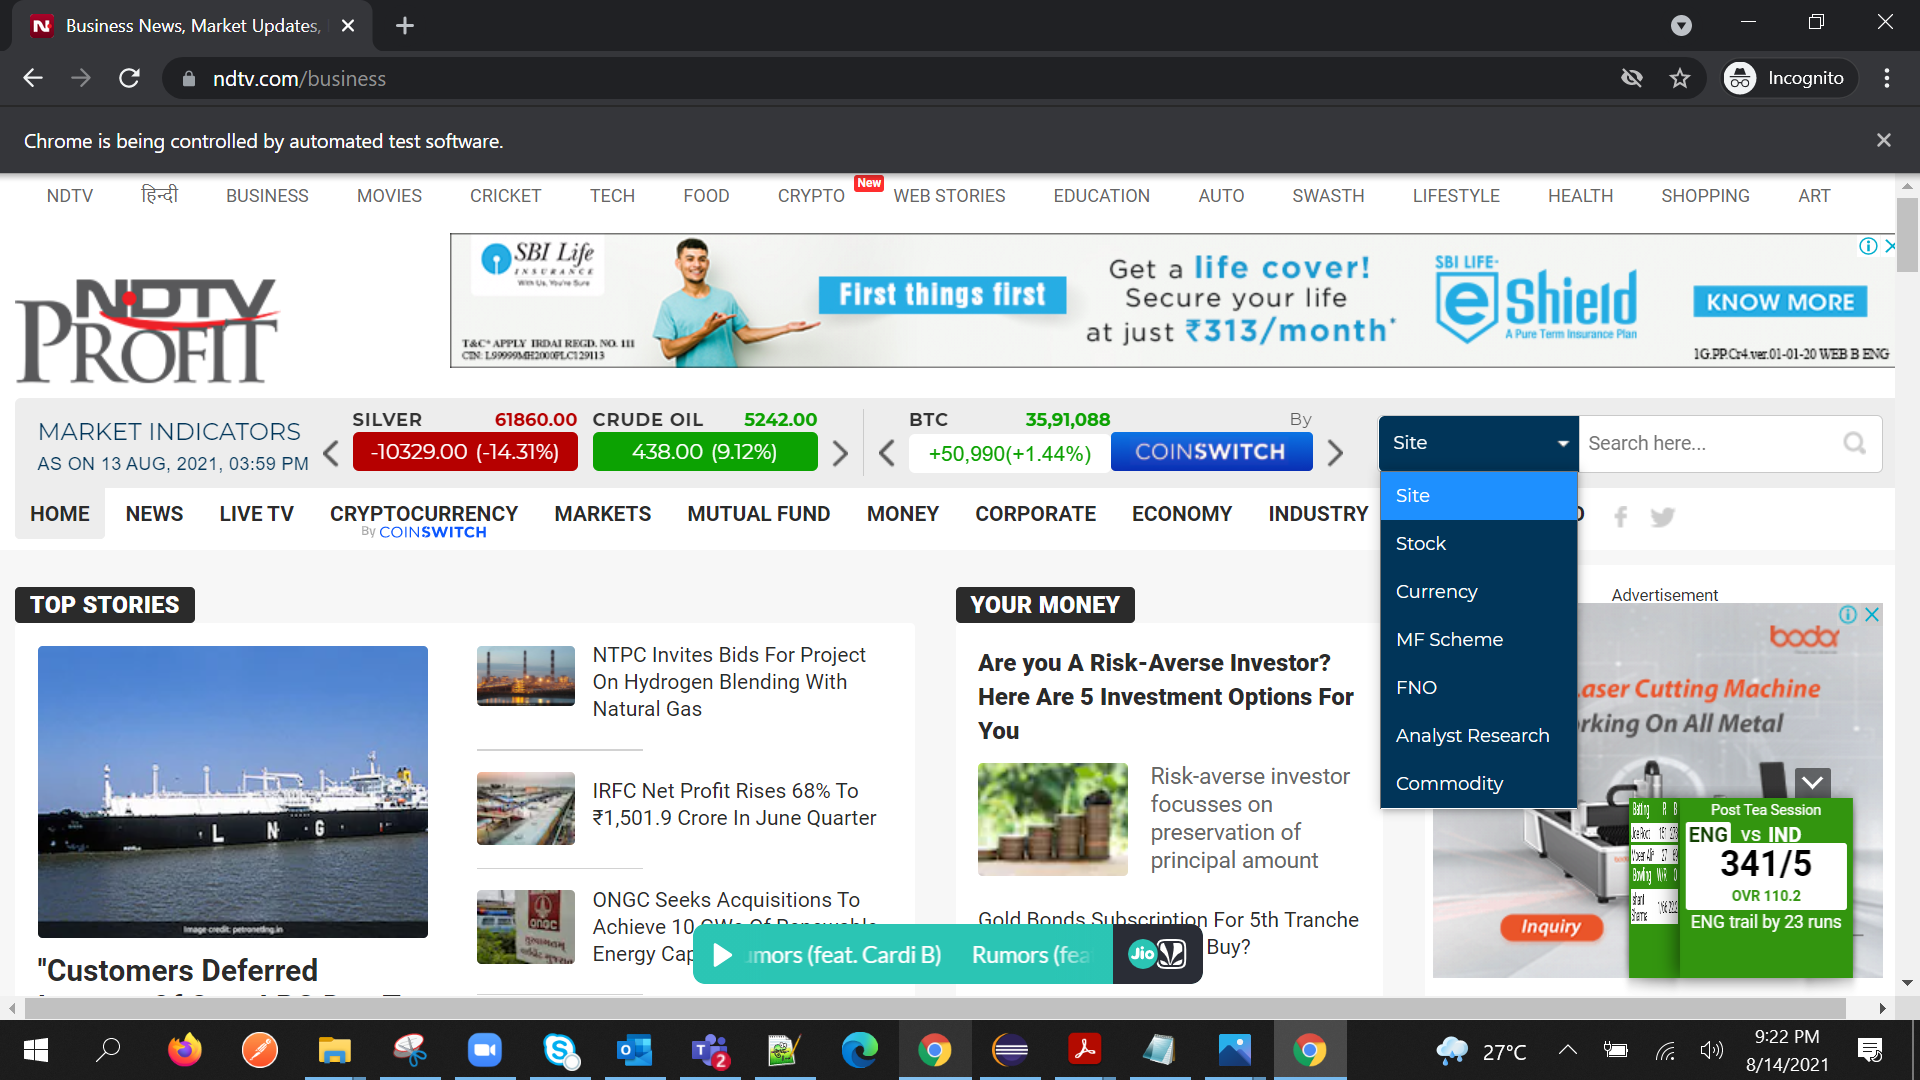 Business News, Market Updates,
ndtv.com/business
Incognito
Chrome is being controlled by automated test software.
NDTV हिन्दी BUSINESS MOVIES CRICKET TECH FOOD CRYPTO New WEB STORIES EDUCATION AUTO SWASTH LIFESTYLE HEALTH SHOPPING ART
SBI Life
INSURANCE
With Us, You're Sure
T&C* APPLY IRDAI REGD. NO. 111
CIN: L99999MH2000PLC129113
First things first
Get a life cover!
Secure your life
at just ₹313/month*
SBI LIFE-
eShield
A Pure Term Insurance Plan
KNOW MORE
1G.PP.Cr4.ver.01-01-20 WEB B ENG
NDTV
PROFIT
MARKET INDICATORS
AS ON 13 AUG, 2021, 03:59 PM
SILVER 61860.00
-10329.00 (-14.31%)
CRUDE OIL 5242.00
438.00 (9.12%)
BTC 35,91,088 By
+50,990(+1.44%) COINSWITCH
Site
Search here...
HOME NEWS LIVE TV CRYPTOCURRENCY MARKETS MUTUAL FUND MONEY CORPORATE ECONOMY INDUSTRY
By COINSWITCH
Site
Stock
Currency
MF Scheme
FNO
Analyst Research
Commodity
TOP STORIES
LNG
Image credit: petronetlng.in
"Customers Deferred
NTPC Invites Bids For Project
On Hydrogen Blending With
Natural Gas
IRFC Net Profit Rises 68% To
₹1,501.9 Crore In June Quarter
ONGC Seeks Acquisitions To
Achieve 10
Energy
YOUR MONEY
Are you A Risk-Averse Investor?
Here Are 5 Investment Options For
You
Risk-averse investor
focusses on
preservation of
principal amount
Gold Bonds Subscription For 5th Tranche
Buy?
umors (feat. Cardi B) Rumors (fea
Jio
Advertisement
bodor
aser Cutting Machine
rking On All Metal
Inquiry
Post Tea Session
ENG vs IND
341/5
OVR 110.2
ENG trail by 23 runs
2
27°C
9:22 PM
8/14/2021